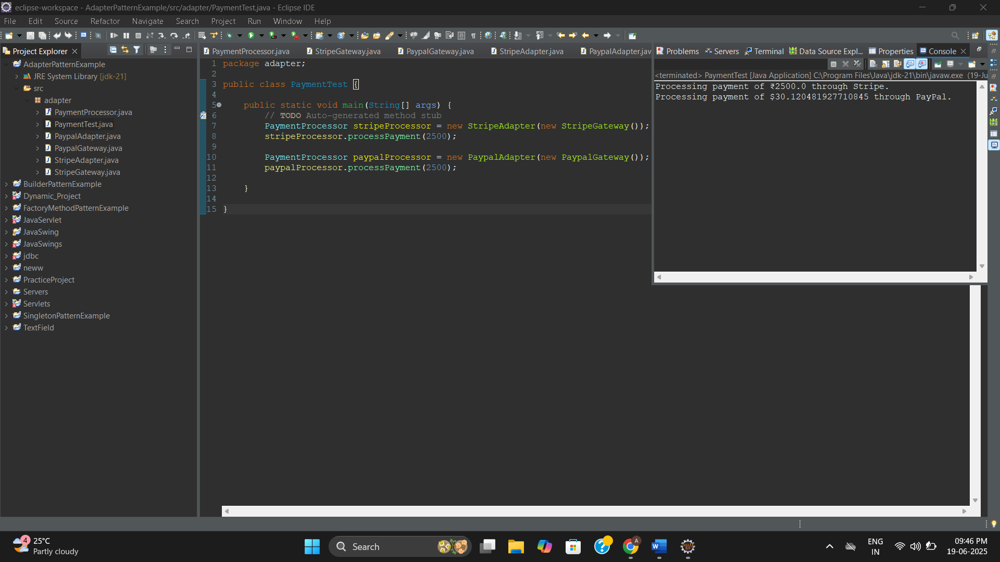 eclipse-workspace - AdapterPatternExample/src/adapter/PaymentTest.java - Eclipse IDE
File Edit Source Refactor Navigate Search Project Run Window Help
Project Explorer
AdapterPatternExample
JRE System Library [jdk-21]
src
adapter
PaymentProcessor.java
PaymentTest.java
PaypalAdapter.java
PaypalGateway.java
StripeAdapter.java
StripeGateway.java
BuilderPatternExample
Dynamic_Project
FactoryMethodPatternExample
JavaServlet
JavaSwing
JavaSwings
jdbc
neww
PracticeProject
Servers
Servlets
SingletonPatternExample
TextField
PaymentProcessor.java StripeGateway.java PaypalGateway.java StripeAdapter.java PaypalAdapter.jav
1 package adapter;
2
3 public class PaymentTest {
4
5 public static void main(String[] args) {
6 // TODO Auto-generated method stub
7 PaymentProcessor stripeProcessor = new StripeAdapter(new StripeGateway());
8 stripeProcessor.processPayment(2500);
9
10 PaymentProcessor paypalProcessor = new PaypalAdapter(new PaypalGateway());
11 paypalProcessor.processPayment(2500);
12
13 }
14
15 }
Problems Servers Terminal Data Source Expl... Properties Console
<terminated> PaymentTest [Java Application] C:\Program Files\Java\jdk-21\bin\javaw.exe (19-Ju
Processing payment of ₹2500.0 through Stripe.
Processing payment of $30.120481927710845 through PayPal.
4
25°C
Partly cloudy
Search
A
W
ENG
IN
09:46 PM
19-06-2025